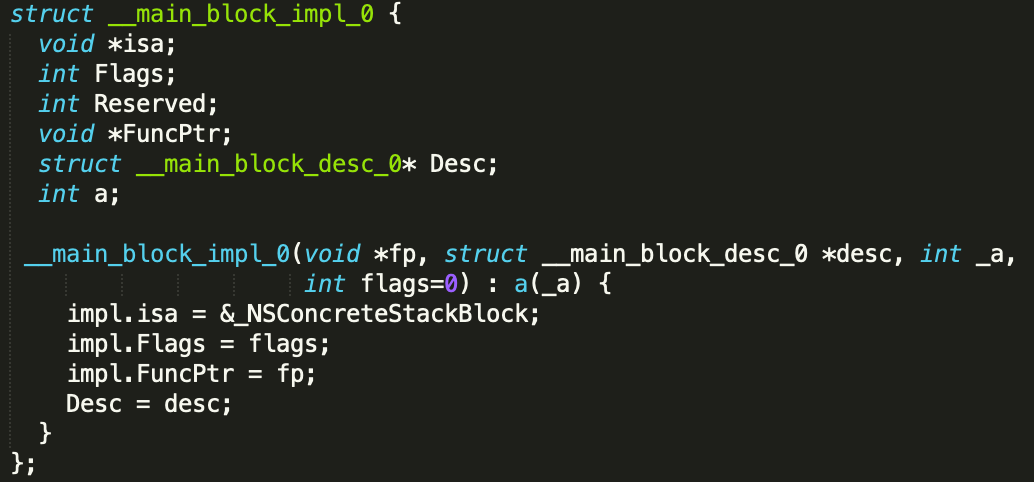 struct __main_block_impl_0 {
  void *isa;
  int Flags;
  int Reserved;
  void *FuncPtr;
  struct __main_block_desc_0* Desc;
  int a;

 __main_block_impl_0(void *fp, struct __main_block_desc_0 *desc, int _a,
                     int flags=0) : a(_a) {
    impl.isa = &_NSConcreteStackBlock;
    impl.Flags = flags;
    impl.FuncPtr = fp;
    Desc = desc;
  }
};